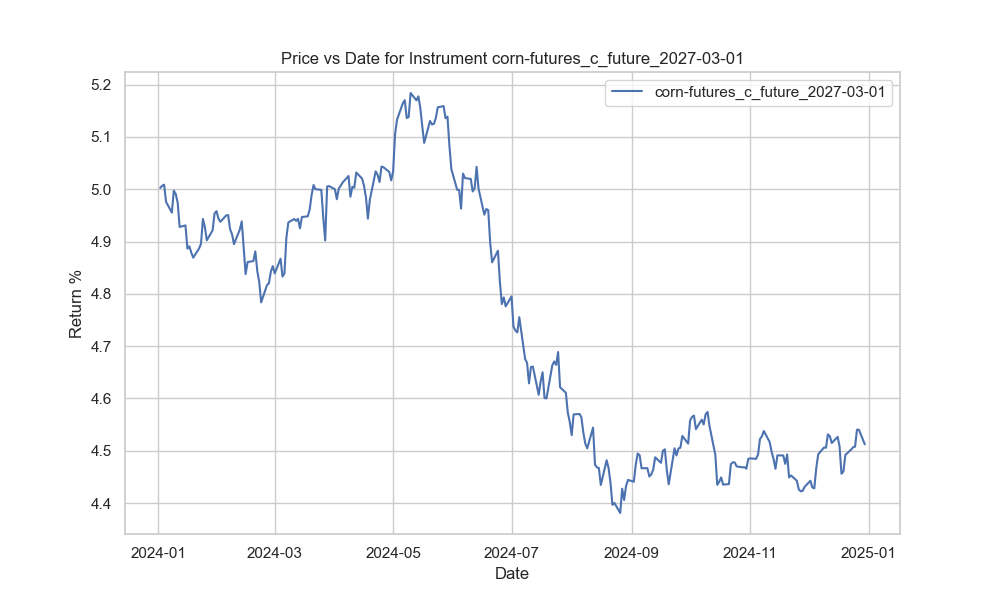 Price vs Date for Instrument corn-futures_c_future_2027-03-01
corn-futures_c_future_2027-03-01
Return %
5.2
5.1
5.0
4.9
4.8
4.7
4.6
4.5
4.4
2024-01 2024-03 2024-05 2024-07 2024-09 2024-11 2025-01
Date